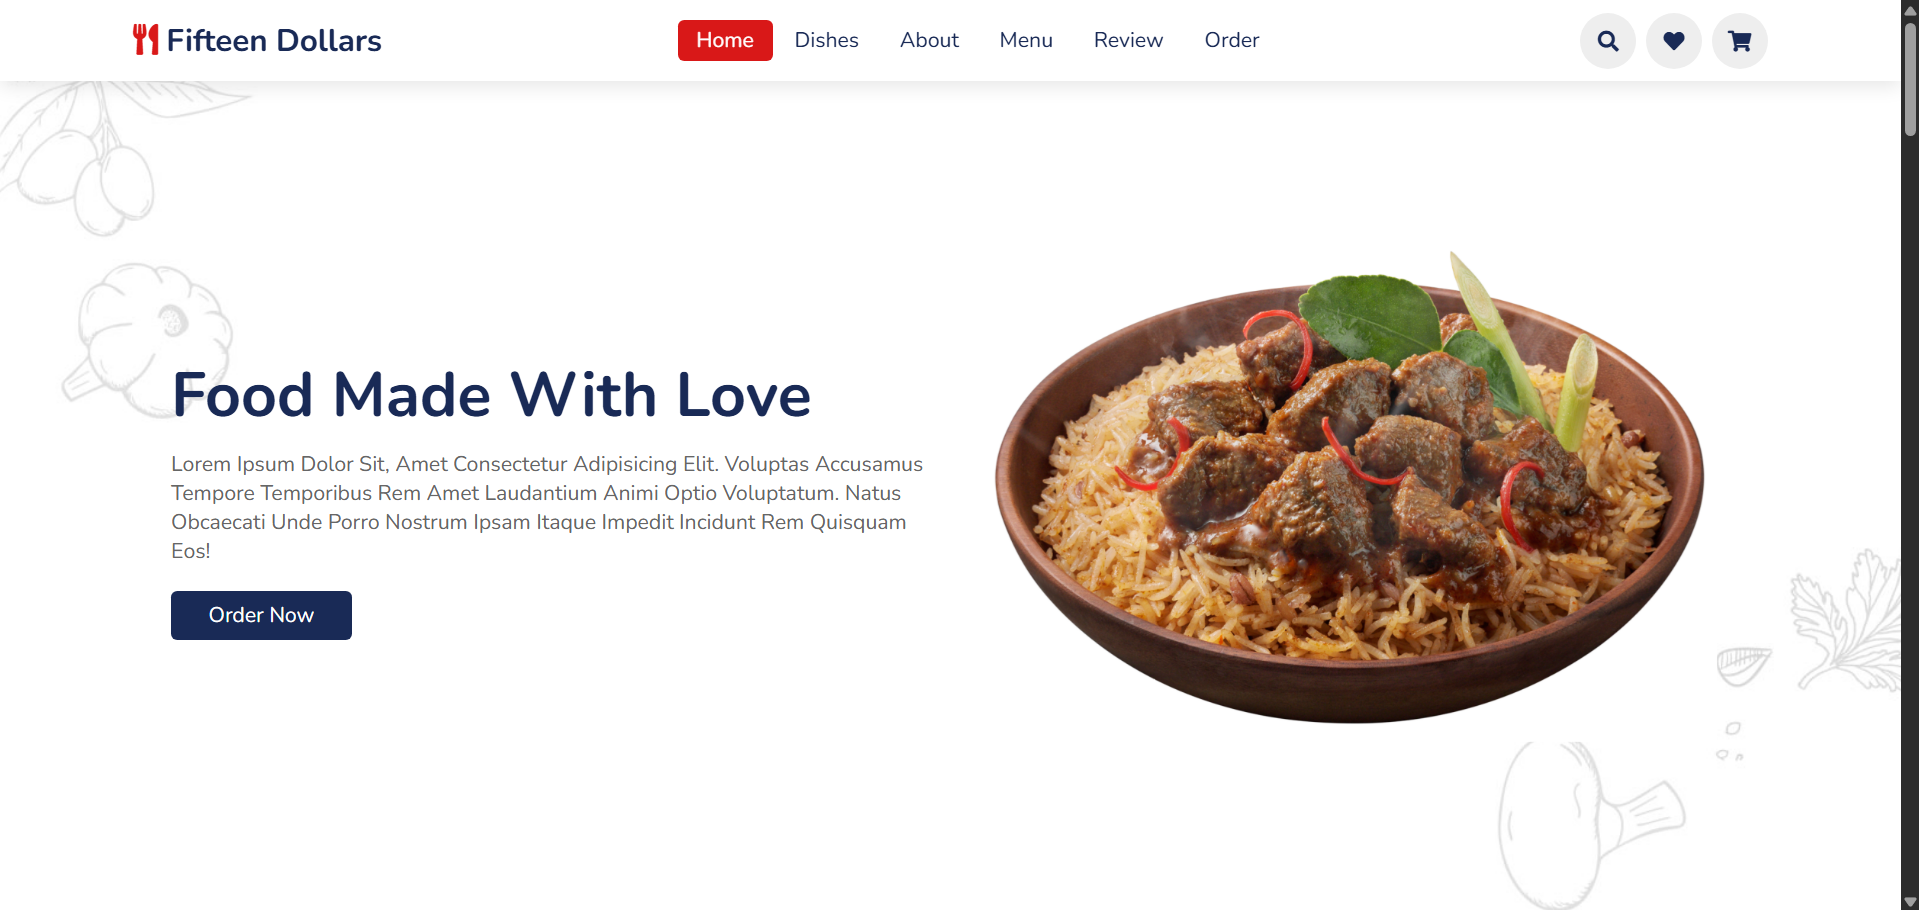 Fifteen Dollars
Home
Dishes
About
Menu
Review
Order
Food Made With Love
Lorem Ipsum Dolor Sit, Amet Consectetur Adipisicing Elit. Voluptas Accusamus
Tempore Temporibus Rem Amet Laudantium Animi Optio Voluptatum. Natus
Obcaecati Unde Porro Nostrum Ipsam Itaque Impedit Incidunt Rem Quisquam
Eos!
Order Now